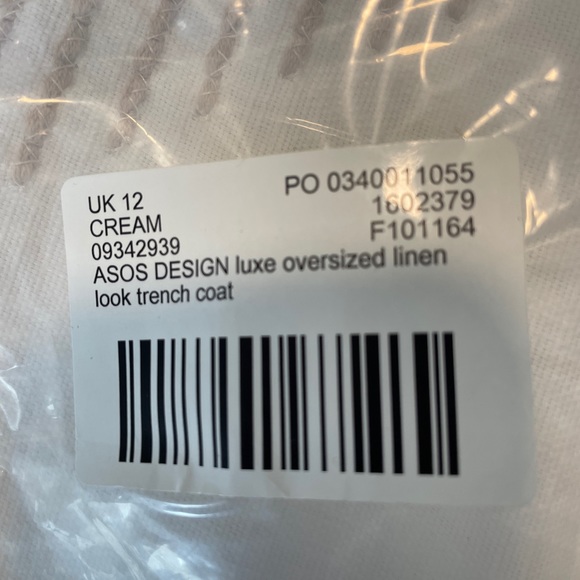 UK 12
CREAM
09342939
PO 0340011055
1602379
F101164
ASOS DESIGN luxe oversized linen
look trench coat